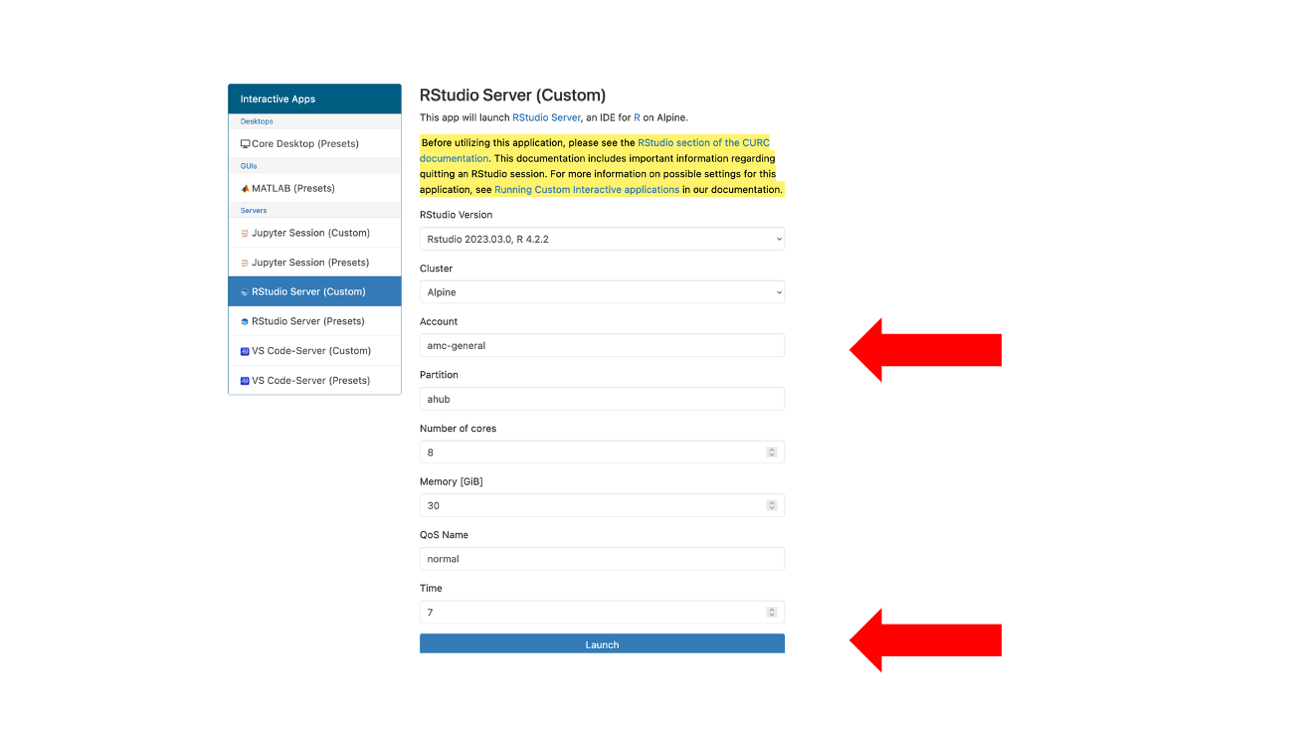 Interactive Apps
Desktops
Core Desktop (Presets)
GUIs
MATLAB (Presets)
Servers
Jupyter Session (Custom)
Jupyter Session (Presets)
RStudio Server (Custom)
RStudio Server (Presets)
VS Code-Server (Custom)
VS Code-Server (Presets)
RStudio Server (Custom)
This app will launch RStudio Server, an IDE for R on Alpine.
Before utilizing this application, please see the RStudio section of the CURC
documentation. This documentation includes important information regarding
quitting an RStudio session. For more information on possible settings for this
application, see Running Custom Interactive applications in our documentation.
RStudio Version
Rstudio 2023.03.0, R 4.2.2
Cluster
Alpine
Account
amc-general
Partition
ahub
Number of cores
8
Memory [GiB]
30
QoS Name
normal
Time
7
Launch